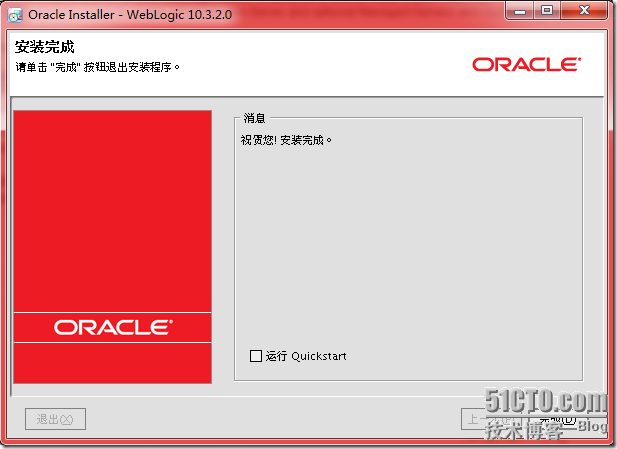 Oracle Installer - WebLogic 10.3.2.0
安装完成
请单击 "完成" 按钮退出安装程序。
ORACLE
消息
祝贺您! 安装完成。
ORACLE
运行 Quickstart
退出(X)
51CTO.com
技术博客 Blog